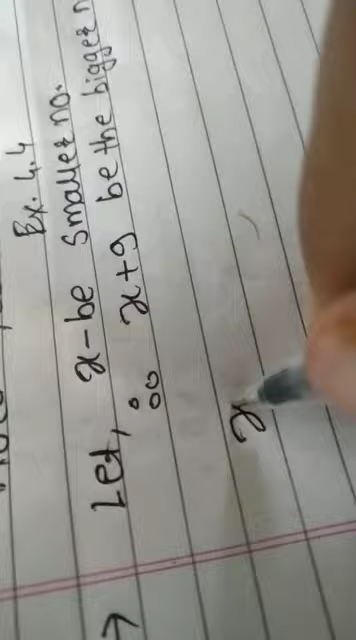 Ex. 4.4
→ Let, x - be smaller no.
∴ x+9 be the bigger
x